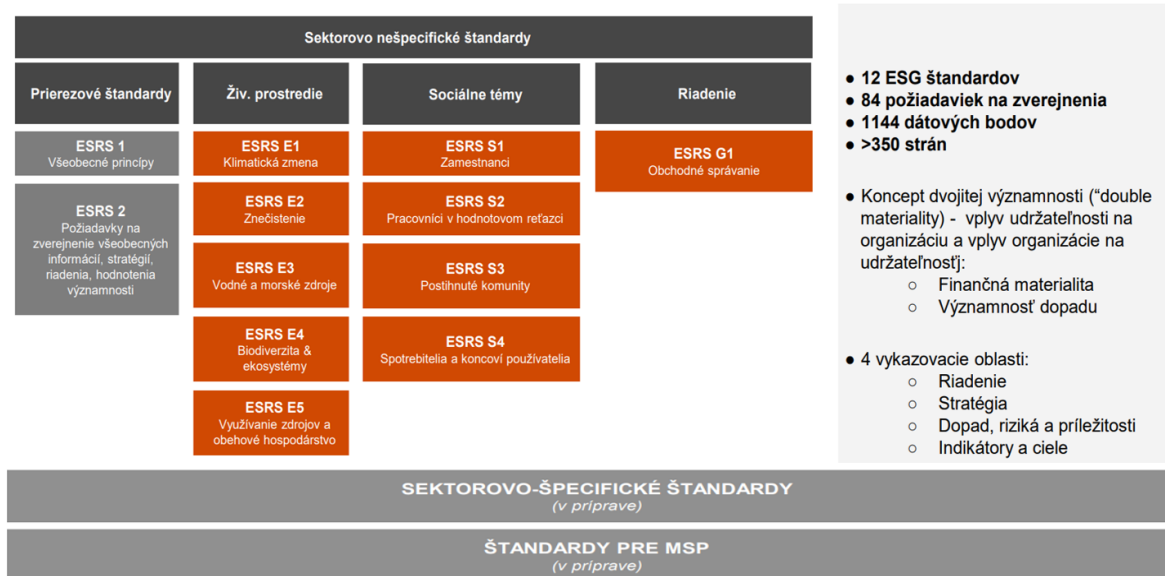 Sektorovo nešpecifické štandardy
Prierezové štandardy
ESRS 1
Všeobecné princípy
ESRS 2
Požiadavky na
zverejnenie všeobecných
informácií, stratégií,
riadenia, hodnotenia
významnosti
Živ. prostredie
ESRS E1
Klimatická zmena
ESRS E2
Znečistenie
ESRS E3
Vodné a morské zdroje
ESRS E4
Biodiverzita &
ekosystémy
ESRS E5
Využívanie zdrojov a
obehové hospodárstvo
Sociálne témy
ESRS S1
Zamestnanci
ESRS S2
Pracovníci v hodnotovom reťazci
ESRS S3
Postihnuté komunity
ESRS S4
Spotrebitelia a koncoví používatelia
Riadenie
ESRS G1
Obchodné správanie
● 12 ESG štandardov
● 84 požiadaviek na zverejnenia
● 1144 dátových bodov
● >350 strán
● Koncept dvojitej významnosti (“double
materiality) - vplyv udržateľnosti na
organizáciu a vplyv organizácie na
udržateľnosťj:
○ Finančná materialita
○ Významnosť dopadu
● 4 vykazovacie oblasti:
○ Riadenie
○ Stratégia
○ Dopad, riziká a príležitosti
○ Indikátory a ciele
SEKTOROVO-ŠPECIFICKÉ ŠTANDARDY
(v príprave)
ŠTANDARDY PRE MSP
(v príprave)